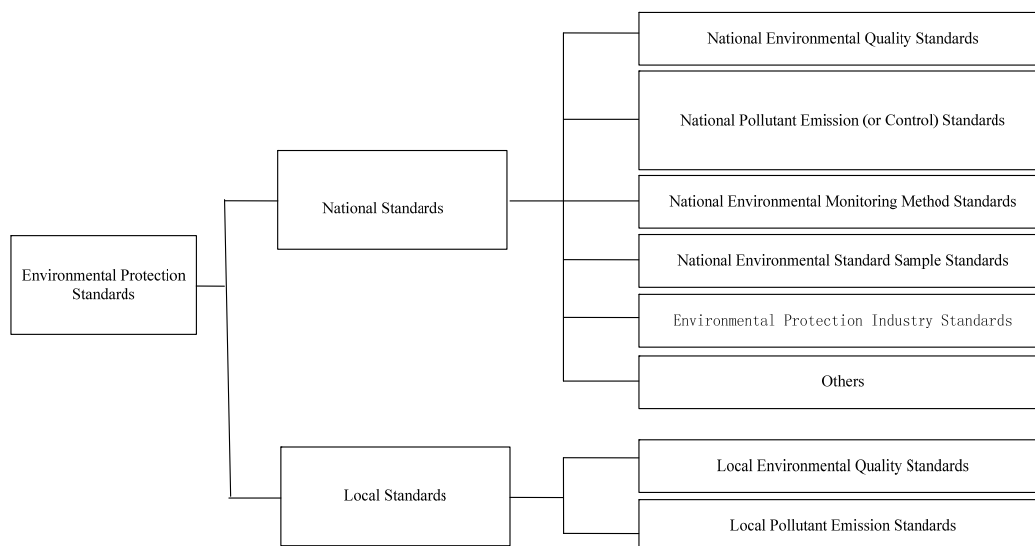 Environmental Protection
Standards
National Standards
National Environmental Quality Standards
National Pollutant Emission (or Control) Standards
National Environmental Monitoring Method Standards
National Environmental Standard Sample Standards
Environmental Protection Industry Standards
Others
Local Standards
Local Environmental Quality Standards
Local Pollutant Emission Standards